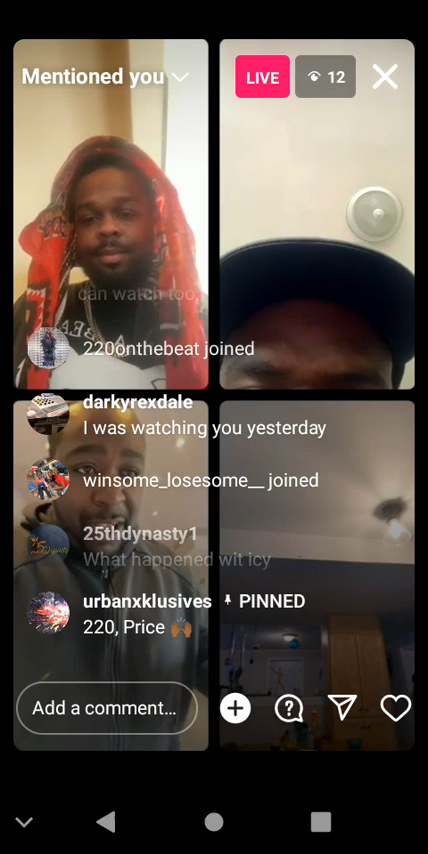 Mentioned you
LIVE
12
can watch too,
220onthebeat joined
darkyrexdale
I was watching you yesterday
winsome_losesome__ joined
25thdynasty1
What happened wit icy
urbanxklusives PINNED
220, Price 🙌🏾
Add a comment...